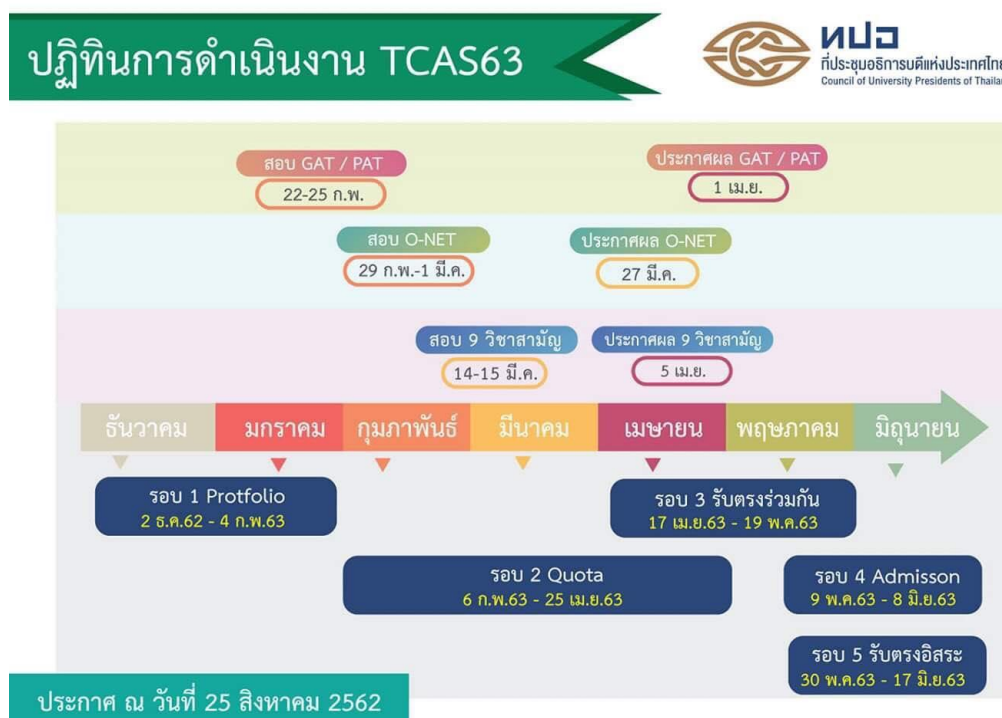 ปฏิทินการดำเนินงาน TCAS63
ทปอ
ที่ประชุมอธิการบดีแห่งประเทศไทย
Council of University Presidents of Thailand
สอบ GAT / PAT
22-25 ก.พ.
ประกาศผล GAT / PAT
1 เม.ย.
สอบ O-NET
29 ก.พ.-1 มี.ค.
ประกาศผล O-NET
27 มี.ค.
สอบ 9 วิชาสามัญ
14-15 มี.ค.
ประกาศผล 9 วิชาสามัญ
5 เม.ย.
ธันวาคม มกราคม กุมภาพันธ์ มีนาคม เมษายน พฤษภาคม มิถุนายน
รอบ 1 Protfolio
2 ธ.ค.62 - 4 ก.พ.63
รอบ 3 รับตรงร่วมกัน
17 เม.ย.63 - 19 พ.ค.63
รอบ 2 Quota
6 ก.พ.63 - 25 เม.ย.63
รอบ 4 Admisson
9 พ.ค.63 - 8 มิ.ย.63
รอบ 5 รับตรงอิสระ
30 พ.ค.63 - 17 มิ.ย.63
ประกาศ ณ วันที่ 25 สิงหาคม 2562